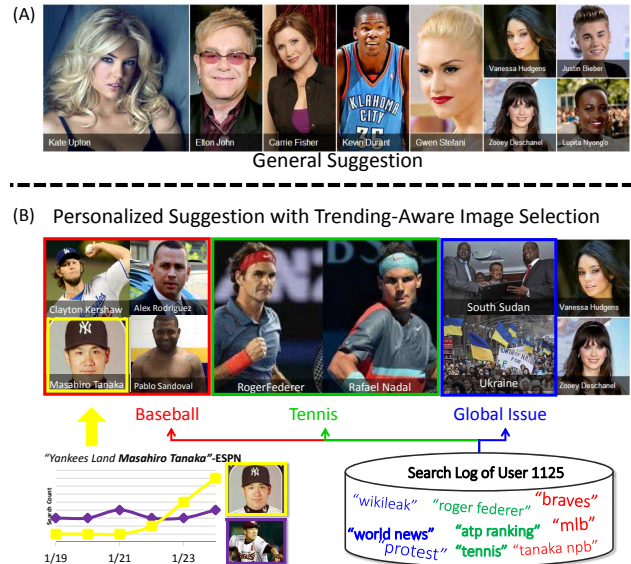 (A)
Kate Upton
Elton John
Carrie Fisher
OKLAHOMA
CITY
Kevin Durant
Gwen Stefani
Vanessa Hudgens
Justin Bieber
Zooey Deschanel
Lupita Nyong'o
General Suggestion
(B) Personalized Suggestion with Trending-Aware Image Selection
Clayton Kershaw
Alex Rodriguez
Masahiro Tanaka
Pablo Sandoval
RogerFederer
Rafael Nadal
South Sudan
Ukraine
Vanessa Hudgens
Zooey Deschanel
Baseball
Tennis
Global Issue
"Yankees Land Masahiro Tanaka"-ESPN
Search Count
1/19
1/21
1/23
Search Log of User 1125
"wikileak"
"roger federer"
"braves"
"world news"
"atp ranking"
"mlb"
"protest"
"tennis"
"tanaka npb"